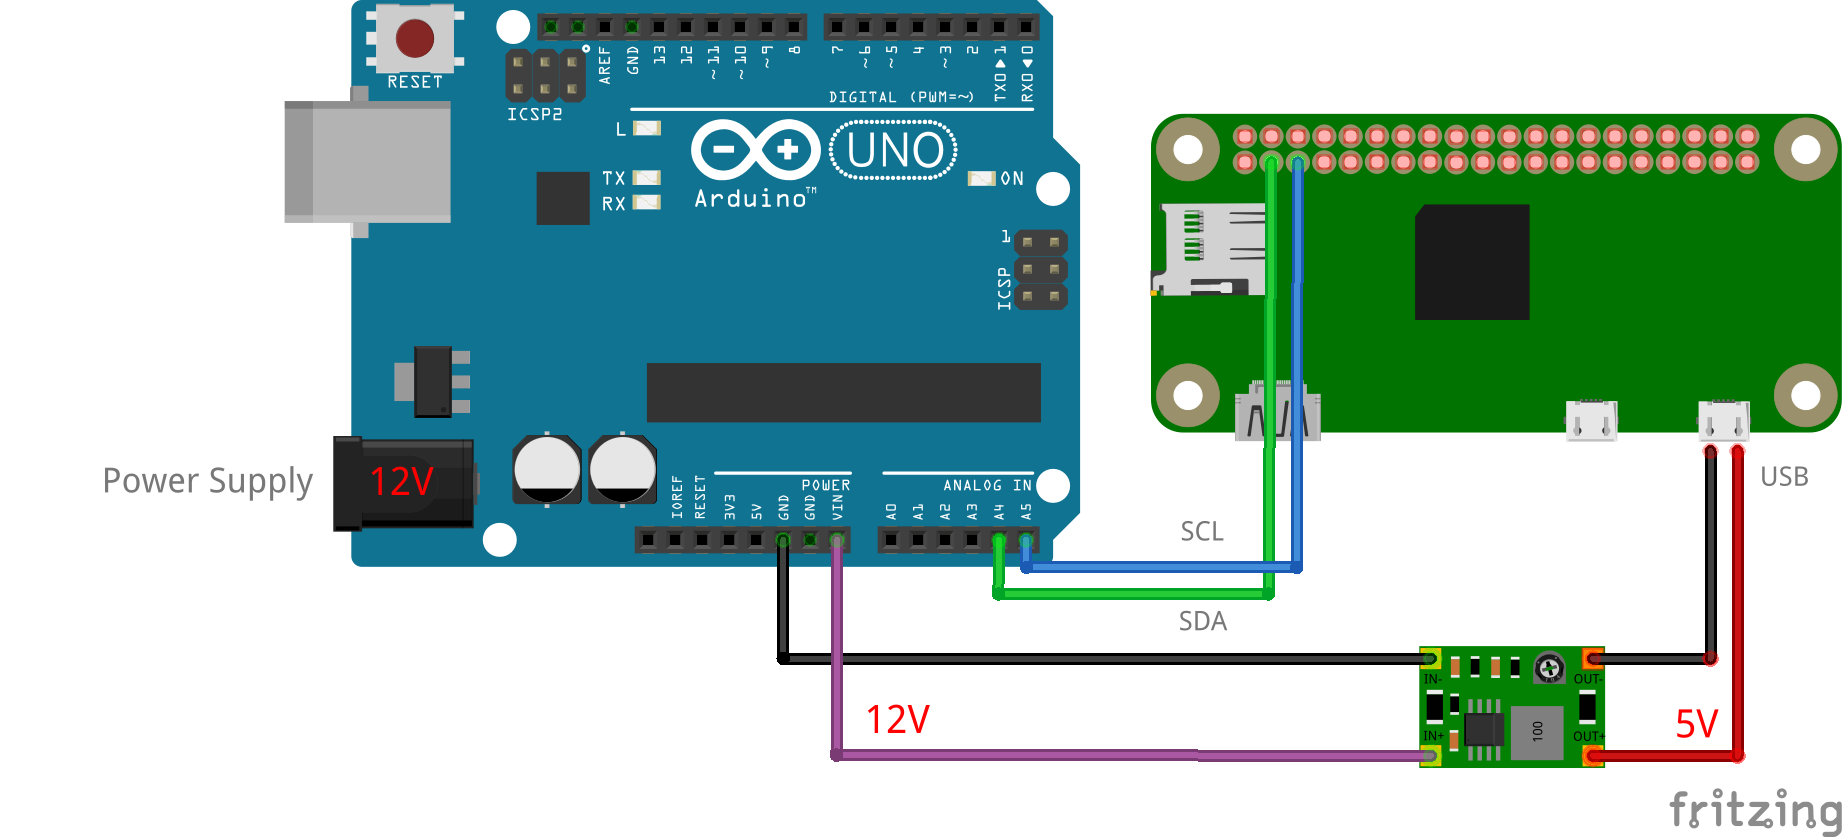 RESET
ICSP2
AREF
GND
13
12
~11
~10
~9
8
7
~6
~5
4
~3
2
TX0▶1
RX0◀0
DIGITAL (PWM=~)
L
TX
RX
UNO
Arduino™
ON
1
ICSP
Power Supply
12V
IOREF
RESET
3V3
5V
GND
GND
VIN
POWER
ANALOG IN
A0
A1
A2
A3
A4
A5
USB
SCL
SDA
12V
IN-
IN+
100
OUT-
OUT+
5V
fritzing